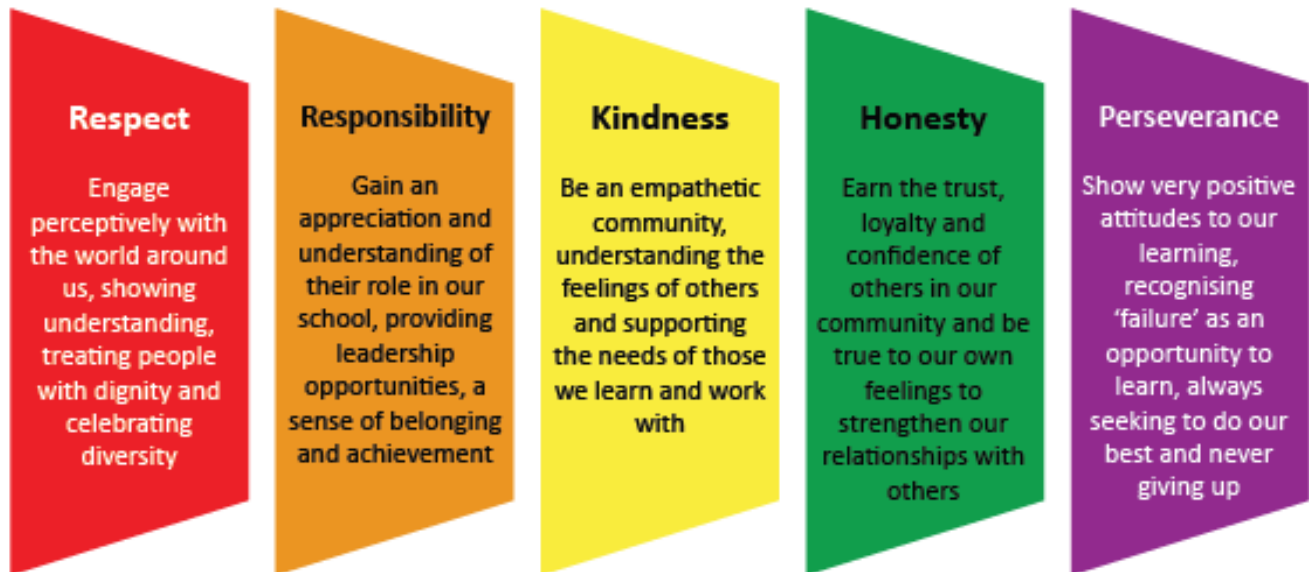 Respect
Engage
perceptively with
the world around
us, showing
understanding,
treating people
with dignity and
celebrating
diversity
Responsibility
Gain an
appreciation and
understanding of
their role in our
school, providing
leadership
opportunities, a
sense of belonging
and achievement
Kindness
Be an empathetic
community,
understanding the
feelings of others
and supporting
the needs of those
we learn and work
with
Honesty
Earn the trust,
loyalty and
confidence of
others in our
community and be
true to our own
feelings to
strengthen our
relationships with
others
Perseverance
Show very positive
attitudes to our
learning,
recognising
‘failure’ as an
opportunity to
learn, always
seeking to do our
best and never
giving up